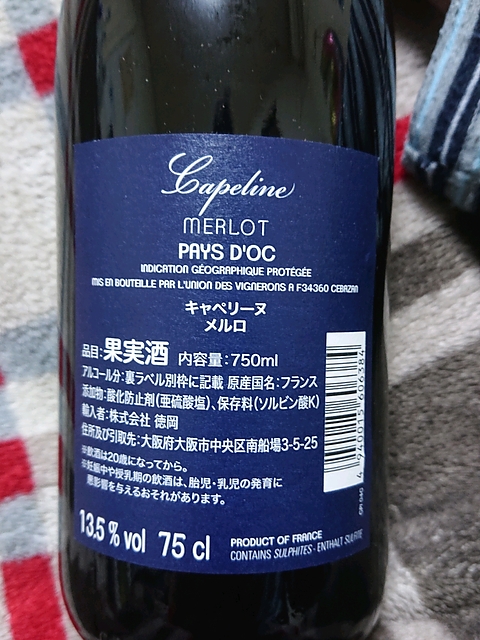 Capeline
MERLOT
PAYS D'OC
INDICATION GÉOGRAPHIQUE PROTÉGÉE
MIS EN BOUTEILLE PAR L'UNION DES VIGNERONS A F34360 CEBAZAN
キャペリーヌ
メルロ
品目:果実酒 内容量:750ml
アルコール分:裏ラベル別枠に記載 原産国名:フランス
添加物:酸化防止剤(亜硫酸塩)、保存料(ソルビン酸K)
輸入者:株式会社 徳岡
住所及び引取先:大阪府大阪市中央区南船場3-5-25
※飲酒は20歳になってから。
※妊娠中や授乳期の飲酒は、胎児・乳児の発育に
悪影響を与えるおそれがあります。
13.5 % vol 75 cl
PRODUCT OF FRANCE
CONTAINS SULPHITES - ENTHALT SULFITE